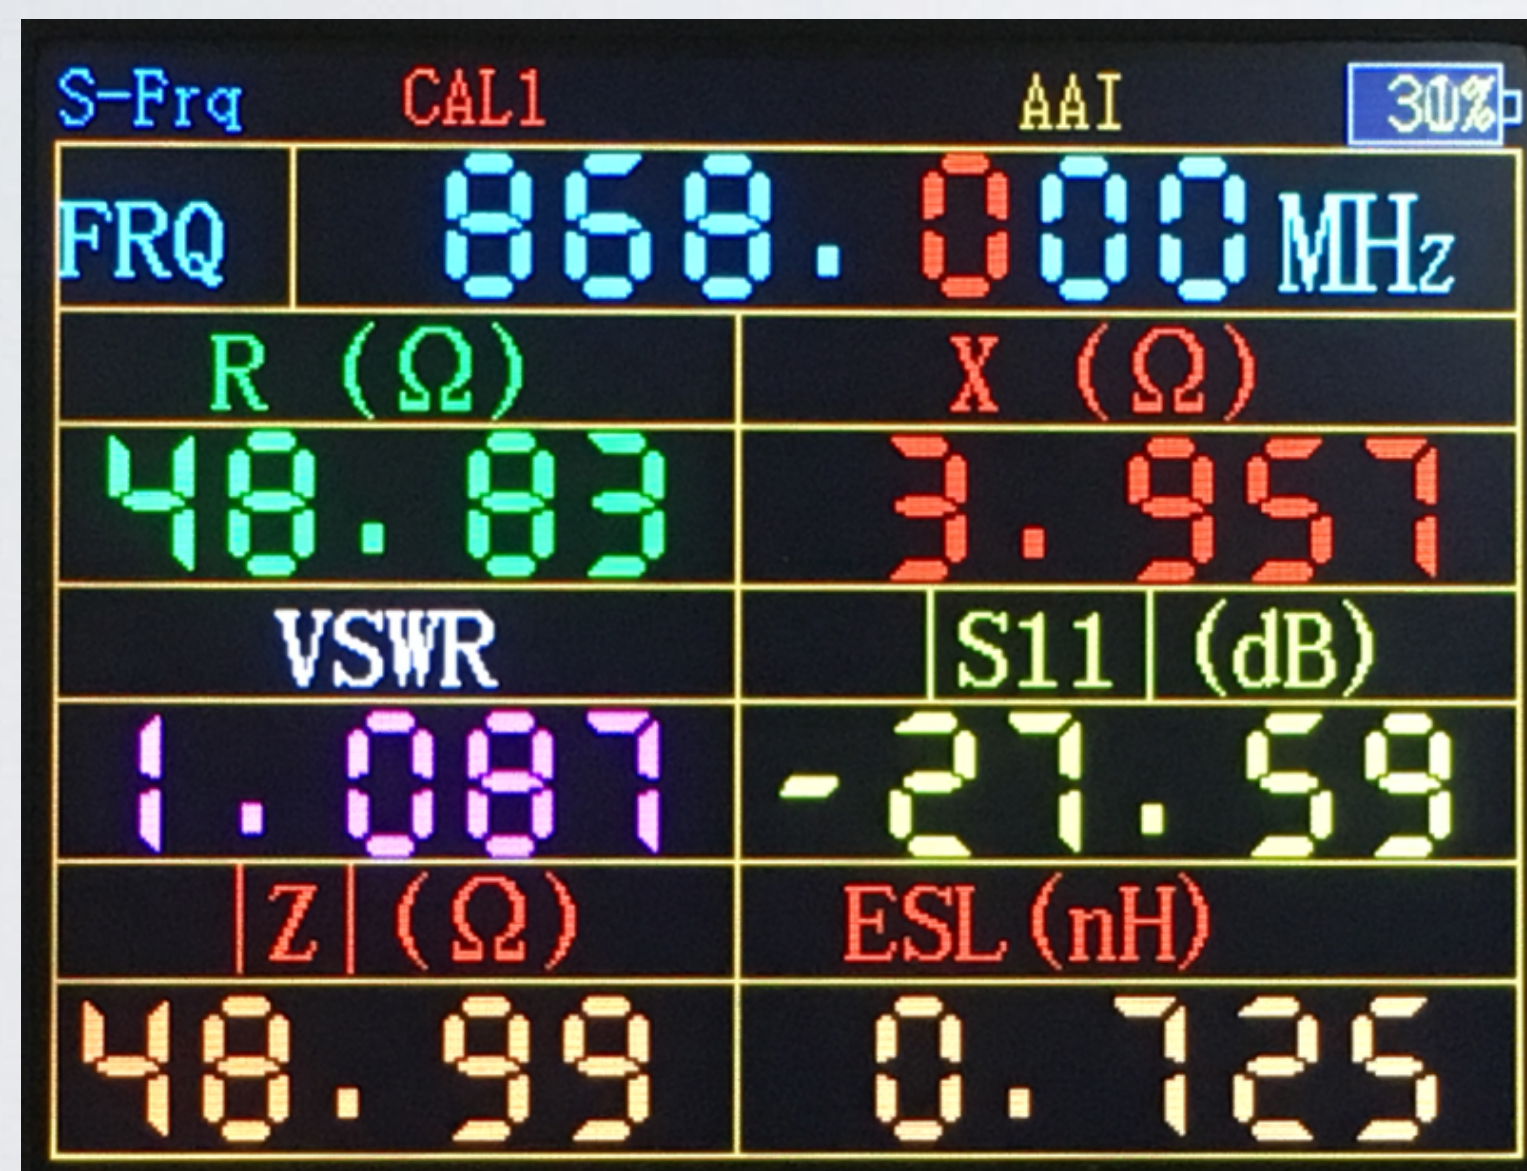 S-Frq CAL1 AAI
FRQ 868.000 MHz
R (Ω) X (Ω)
48.83 3.957
VSWR |S11| (dB)
1.087 -27.59
|Z| (Ω) ESL(nH)
48.99 0.725